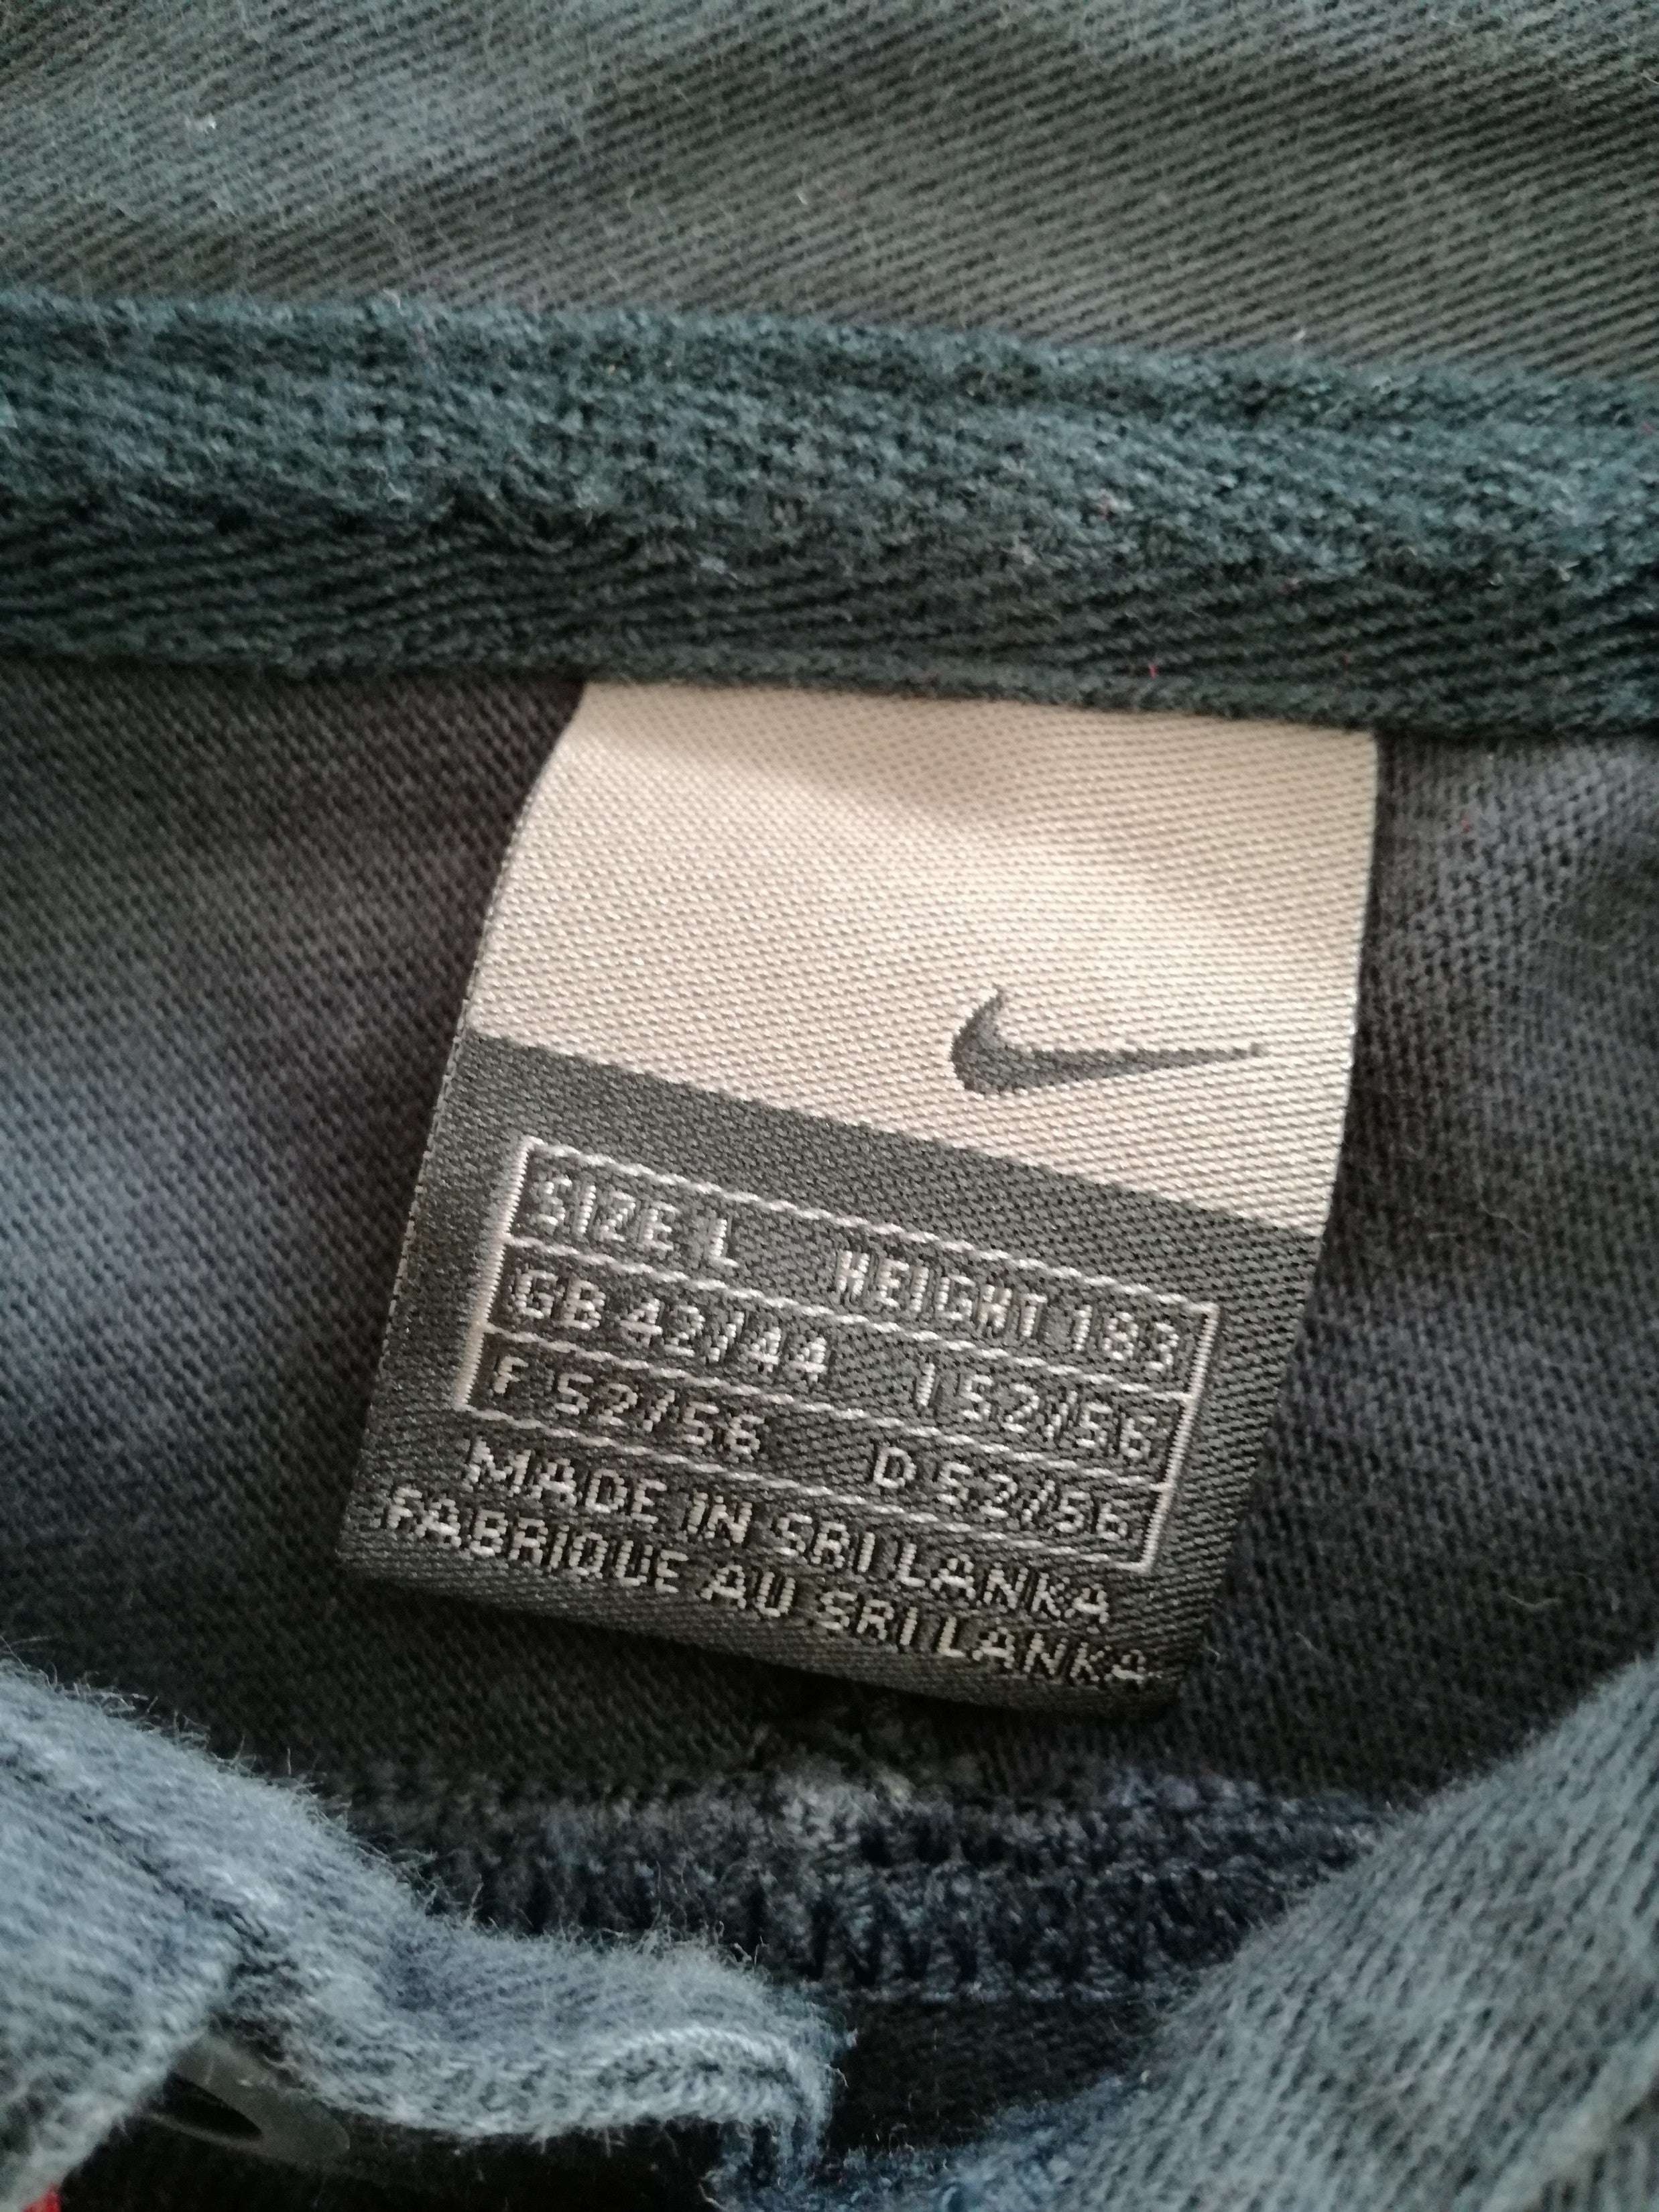 SIZE L HEIGHT 183
GB 42/44 I 52/56
F 52/56 D 52/56
MADE IN SRI LANKA
FABRIQUE AU SRI LANKA